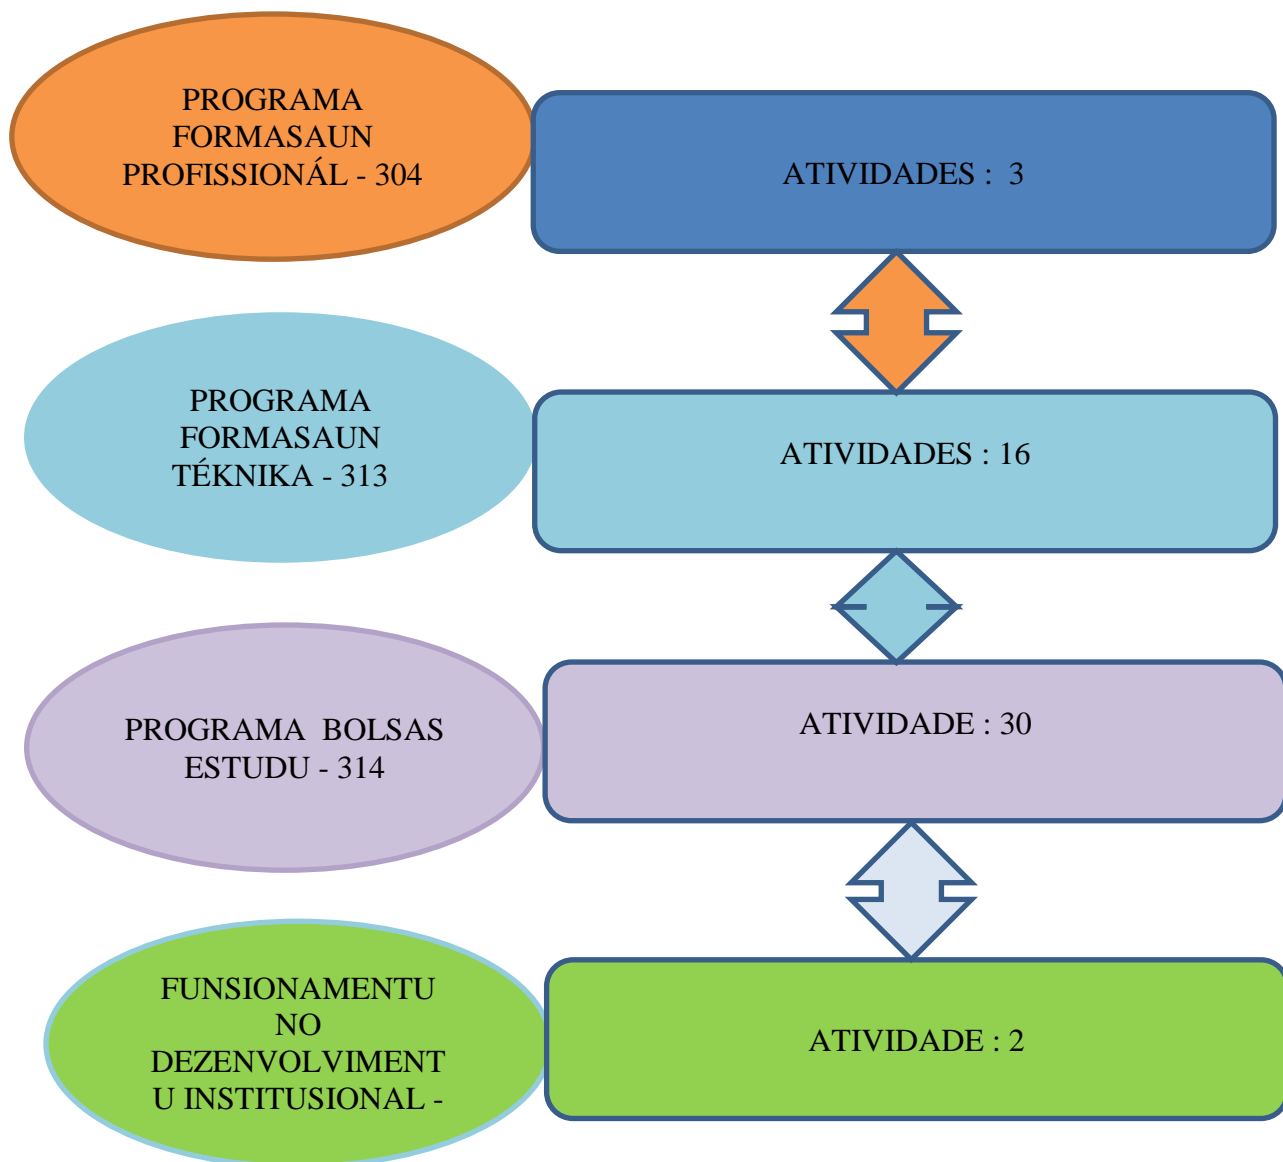 PROGRAMA
FORMASAUN
PROFISSIONÁL - 304
ATIVIDADES :  3
PROGRAMA
FORMASAUN
TÉKNIKA - 313
ATIVIDADES : 16
PROGRAMA  BOLSAS
ESTUDU - 314
ATIVIDADE : 30
FUNSIONAMENTU
NO
DEZENVOLVIMENT
U INSTITUSIONAL -
ATIVIDADE : 2